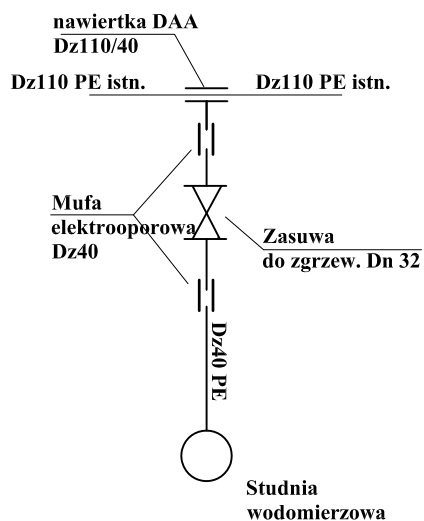 nawiertka DAA
Dz110/40
Dz110 PE istn.
Dz110 PE istn.
Mufa
elektrooporowa
Dz40
Zasuwa
do zgrzew. Dn 32
Dz40 PE
Studnia
wodomierzowa